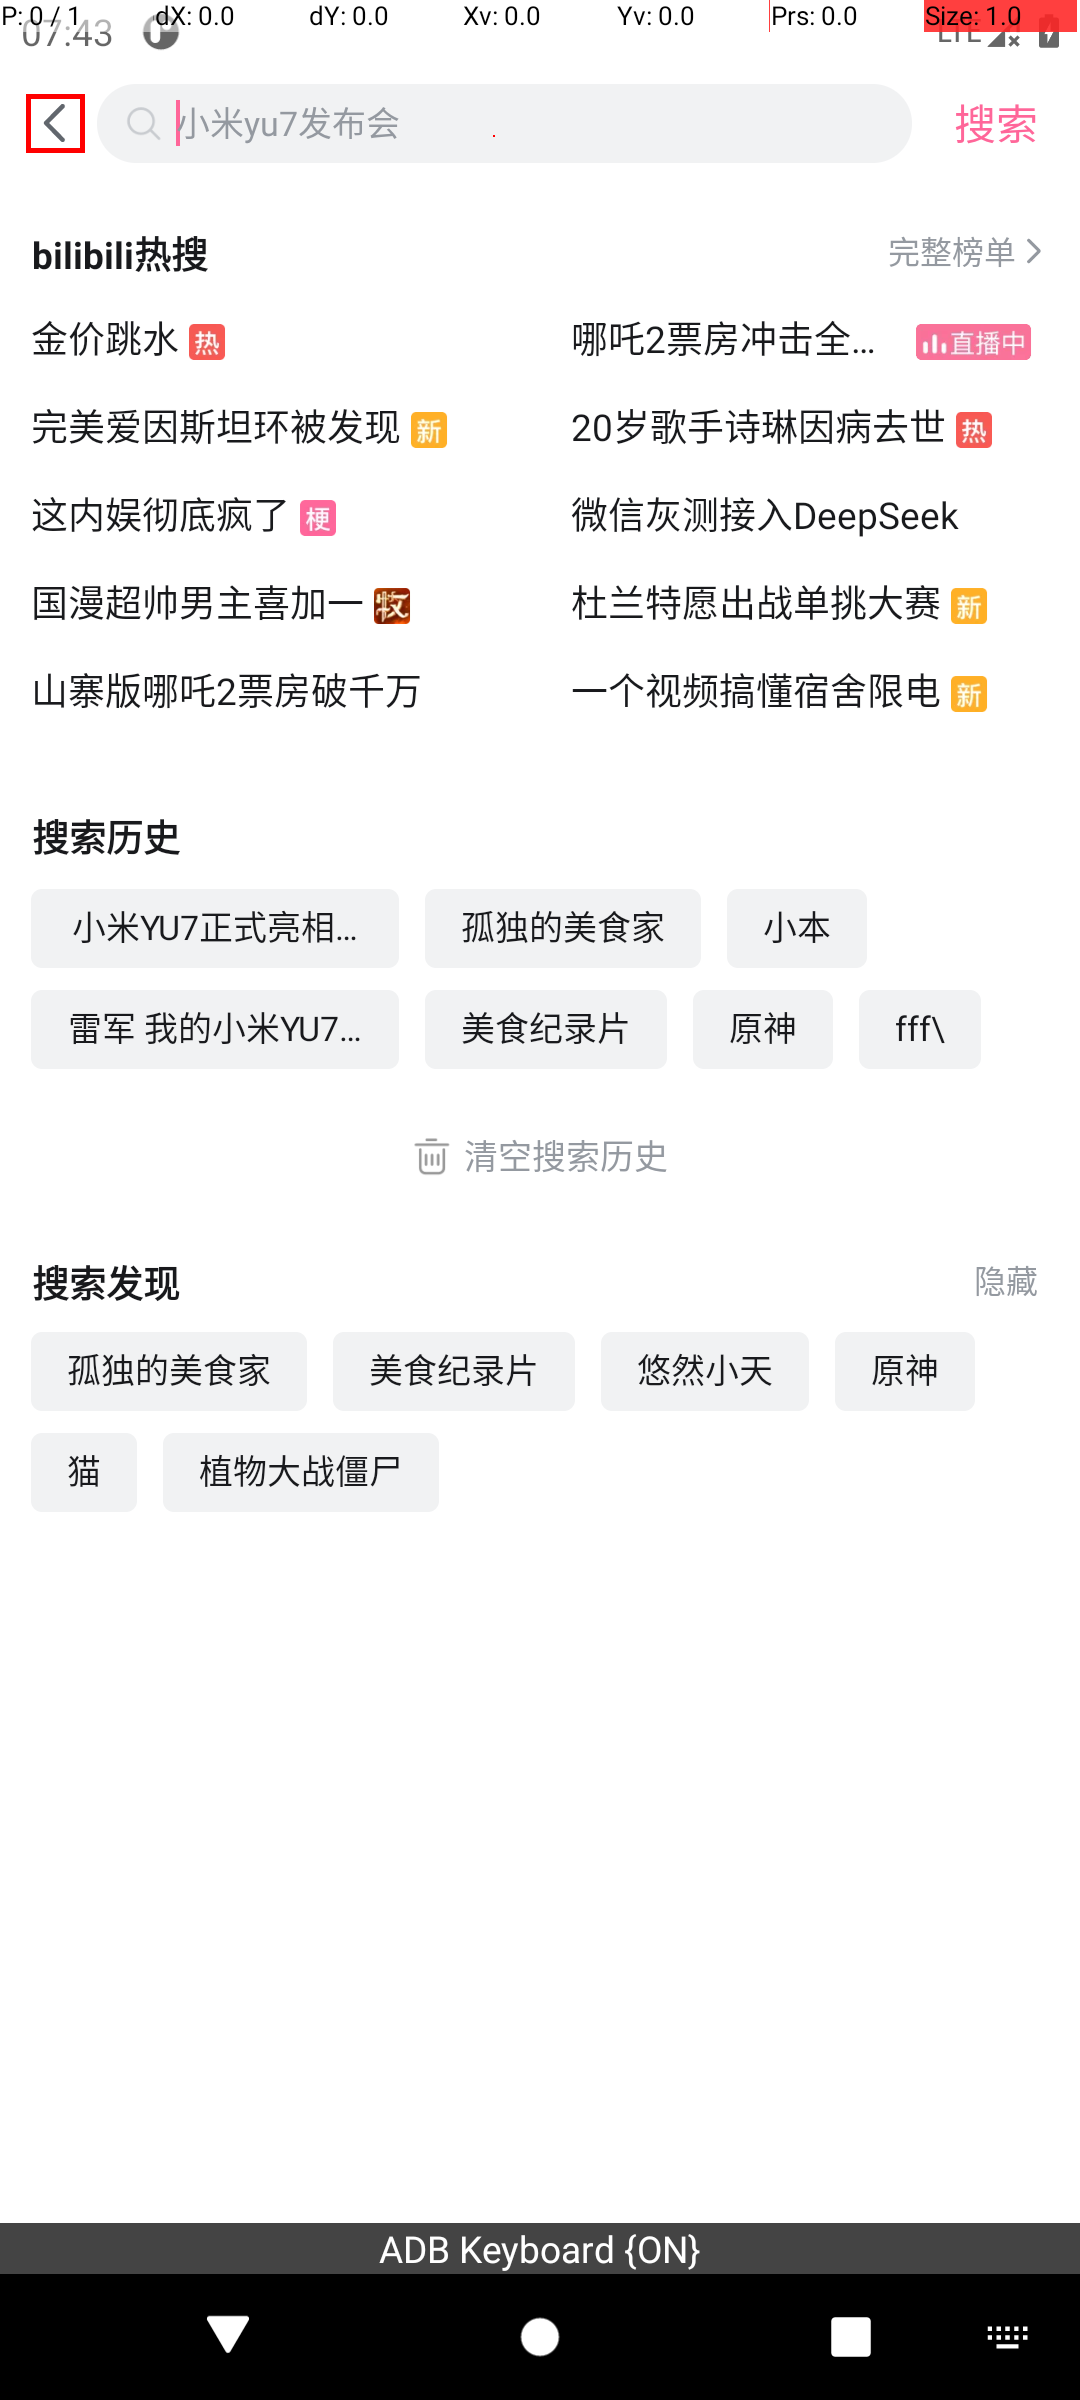 P: 0 / 1 dX: 0.0 dY: 0.0 Xv: 0.0 Yv: 0.0 Prs: 0.0 Size: 1.0
07:43 LTE
小米yu7发布会 搜索
bilibili热搜 完整榜单
金价跳水 热 哪吒2票房冲击全... 直播中
完美爱因斯坦环被发现 新 20岁歌手诗琳因病去世 热
这内娱彻底疯了 梗 微信灰测接入DeepSeek
国漫超帅男主喜加一 牧 杜兰特愿出战单挑大赛 新
山寨版哪吒2票房破千万 一个视频搞懂宿舍限电 新
搜索历史
小米YU7正式亮相... 孤独的美食家 小本
雷军 我的小米YU7... 美食纪录片 原神 fff\
清空搜索历史
搜索发现 隐藏
孤独的美食家 美食纪录片 悠然小天 原神
猫 植物大战僵尸
ADB Keyboard {ON}